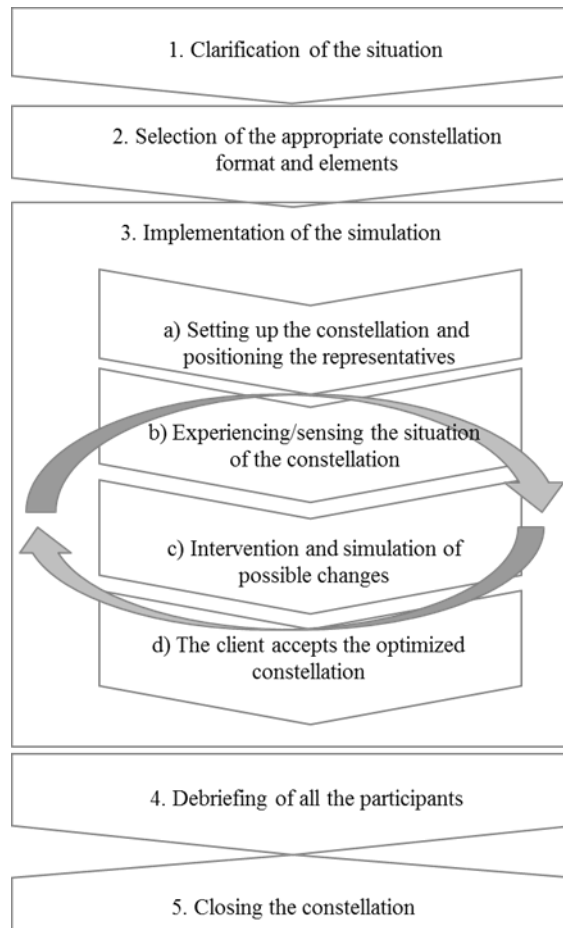 1. Clarification of the situation
2. Selection of the appropriate constellation
format and elements
3. Implementation of the simulation
a) Setting up the constellation and
positioning the representatives
b) Experiencing/sensing the situation
of the constellation
c) Intervention and simulation of
possible changes
d) The client accepts the optimized
constellation
4. Debriefing of all the participants
5. Closing the constellation